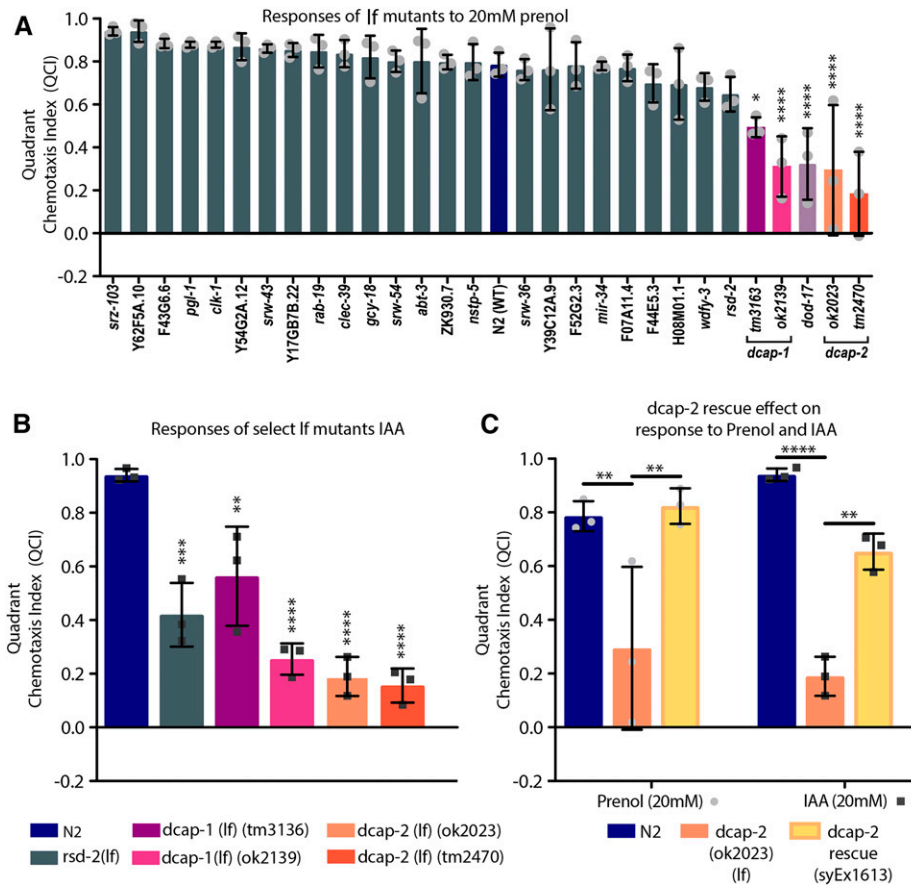 A
Responses of lf mutants to 20mM prenol
Quadrant
Chemotaxis Index (QCI)
1.0
0.8
0.6
0.4
0.2
0.0
-0.2
*
****
****
****
****
srz-103
Y62F5A.10
F43G6.6
pgl-1
clk-1
Y54G2A.12
srw-43
Y17GB7B.22
rab-19
clec-39
gcy-18
srw-54
abt-3
ZK930.7
nstp-5
N2 (WT)
srw-36
Y39C12A.9
F52G2.3
mir-34
F07A11.4
F44E5.3
H08M01.1
wdfy-3
rsd-2
tm3163
ok2139
dod-17
ok2023
tm2470
dcap-1
dcap-2
B
Responses of select lf mutants IAA
Quadrant
Chemotaxis Index (QCI)
1.0
0.8
0.6
0.4
0.2
0.0
-0.2
***
**
****
****
****
N2
rsd-2(lf)
dcap-1 (lf) (tm3136)
dcap-1(lf) (ok2139)
dcap-2 (lf) (ok2023)
dcap-2 (lf) (tm2470)
C
dcap-2 rescue effect on
response to Prenol and IAA
Quadrant
Chemotaxis Index (QCI)
1.0
0.8
0.6
0.4
0.2
0.0
-0.2
**
**
****
**
Prenol (20mM)
IAA (20mM)
N2
dcap-2
(ok2023)
(lf)
dcap-2
rescue
(syEx1613)